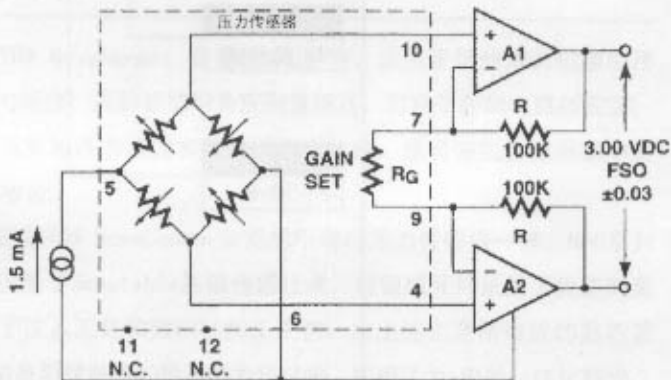 压力传感器
10
+
A1
−
7
R
100K
GAIN
SET
RG
3.00 VDC
FSO
±0.03
5
100K
9
R
1.5 mA
−
A2
4
+
6
11
12
N.C.
N.C.